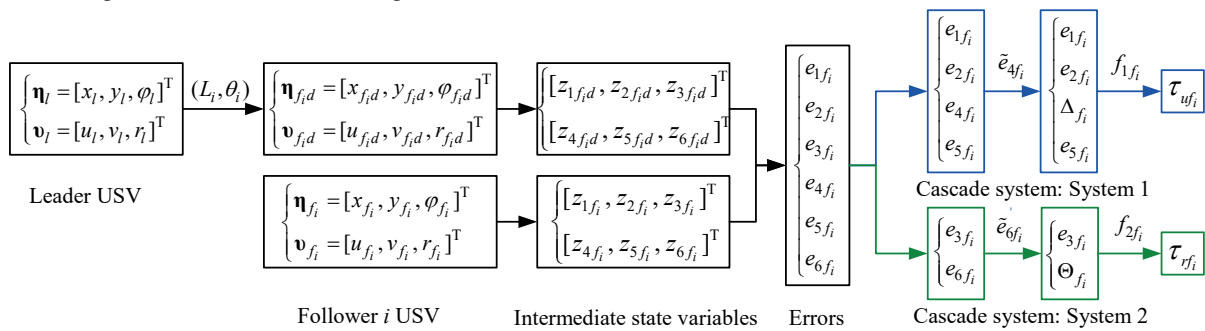 η_l = [x_l, y_l, φ_l]^T
υ_l = [u_l, v_l, r_l]^T
Leader USV
(L_i, θ_i)
η_{f_i d} = [x_{f_i d}, y_{f_i d}, φ_{f_i d}]^T
υ_{f_i d} = [u_{f_i d}, v_{f_i d}, r_{f_i d}]^T
η_{f_i} = [x_{f_i}, y_{f_i}, φ_{f_i}]^T
υ_{f_i} = [u_{f_i}, v_{f_i}, r_{f_i}]^T
Follower i USV
[z_{1f_i d}, z_{2f_i d}, z_{3f_i d}]^T
[z_{4f_i d}, z_{5f_i d}, z_{6f_i d}]^T
[z_{1f_i}, z_{2f_i}, z_{3f_i}]^T
[z_{4f_i}, z_{5f_i}, z_{6f_i}]^T
Intermediate state variables
e_{1f_i}
e_{2f_i}
e_{3f_i}
e_{4f_i}
e_{5f_i}
e_{6f_i}
Errors
e_{1f_i}
e_{2f_i}
e_{4f_i}
e_{5f_i}
ẽ_{4f_i}
e_{1f_i}
e_{2f_i}
Δ_{f_i}
e_{5f_i}
f_{1f_i}
τ_{uf_i}
Cascade system: System 1
e_{3f_i}
e_{6f_i}
ẽ_{6f_i}
e_{3f_i}
Θ_{f_i}
f_{2f_i}
τ_{rf_i}
Cascade system: System 2